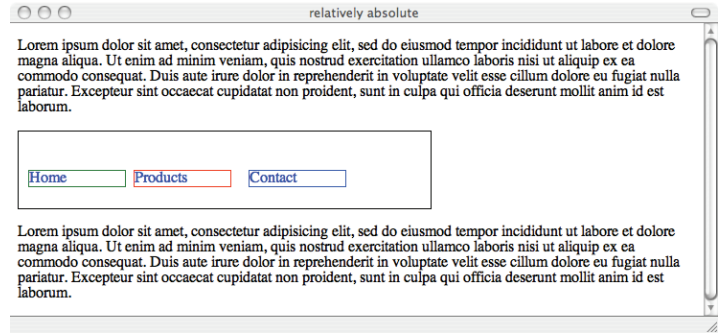 relatively absolute
Lorem ipsum dolor sit amet, consectetur adipisicing elit, sed do eiusmod tempor incididunt ut labore et dolore
magna aliqua. Ut enim ad minim veniam, quis nostrud exercitation ullamco laboris nisi ut aliquip ex ea
commodo consequat. Duis aute irure dolor in reprehenderit in voluptate velit esse cillum dolore eu fugiat nulla
pariatur. Excepteur sint occaecat cupidatat non proident, sunt in culpa qui officia deserunt mollit anim id est
laborum.
Home Products Contact
Lorem ipsum dolor sit amet, consectetur adipisicing elit, sed do eiusmod tempor incididunt ut labore et dolore
magna aliqua. Ut enim ad minim veniam, quis nostrud exercitation ullamco laboris nisi ut aliquip ex ea
commodo consequat. Duis aute irure dolor in reprehenderit in voluptate velit esse cillum dolore eu fugiat nulla
pariatur. Excepteur sint occaecat cupidatat non proident, sunt in culpa qui officia deserunt mollit anim id est
laborum.